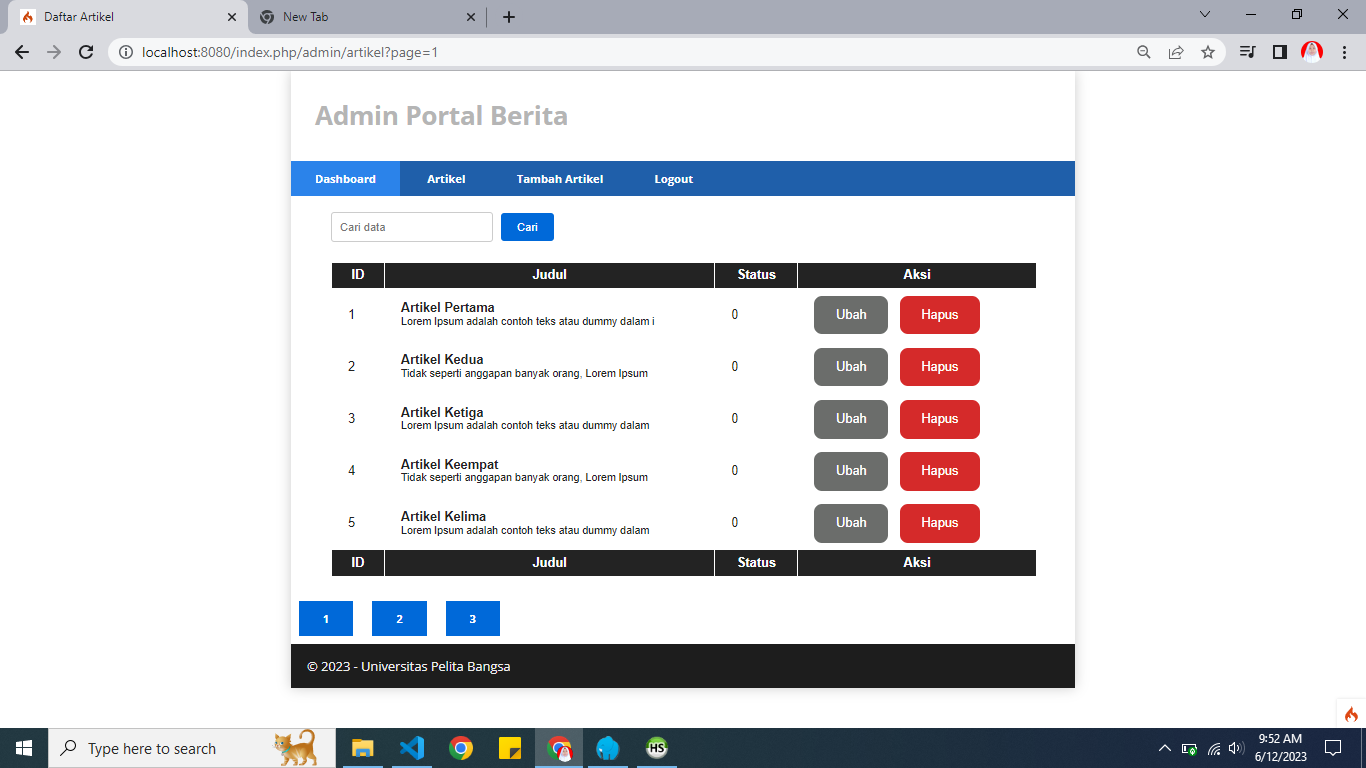 Daftar Artikel
New Tab
localhost:8080/index.php/admin/artikel?page=1
Admin Portal Berita
Dashboard Artikel Tambah Artikel Logout
Cari data Cari
ID Judul Status Aksi
1 Artikel Pertama 0 Ubah Hapus
Lorem Ipsum adalah contoh teks atau dummy dalam i
2 Artikel Kedua 0 Ubah Hapus
Tidak seperti anggapan banyak orang, Lorem Ipsum
3 Artikel Ketiga 0 Ubah Hapus
Lorem Ipsum adalah contoh teks atau dummy dalam
4 Artikel Keempat 0 Ubah Hapus
Tidak seperti anggapan banyak orang, Lorem Ipsum
5 Artikel Kelima 0 Ubah Hapus
Lorem Ipsum adalah contoh teks atau dummy dalam
ID Judul Status Aksi
1 2 3
© 2023 - Universitas Pelita Bangsa
Type here to search
HS
9:52 AM
6/12/2023